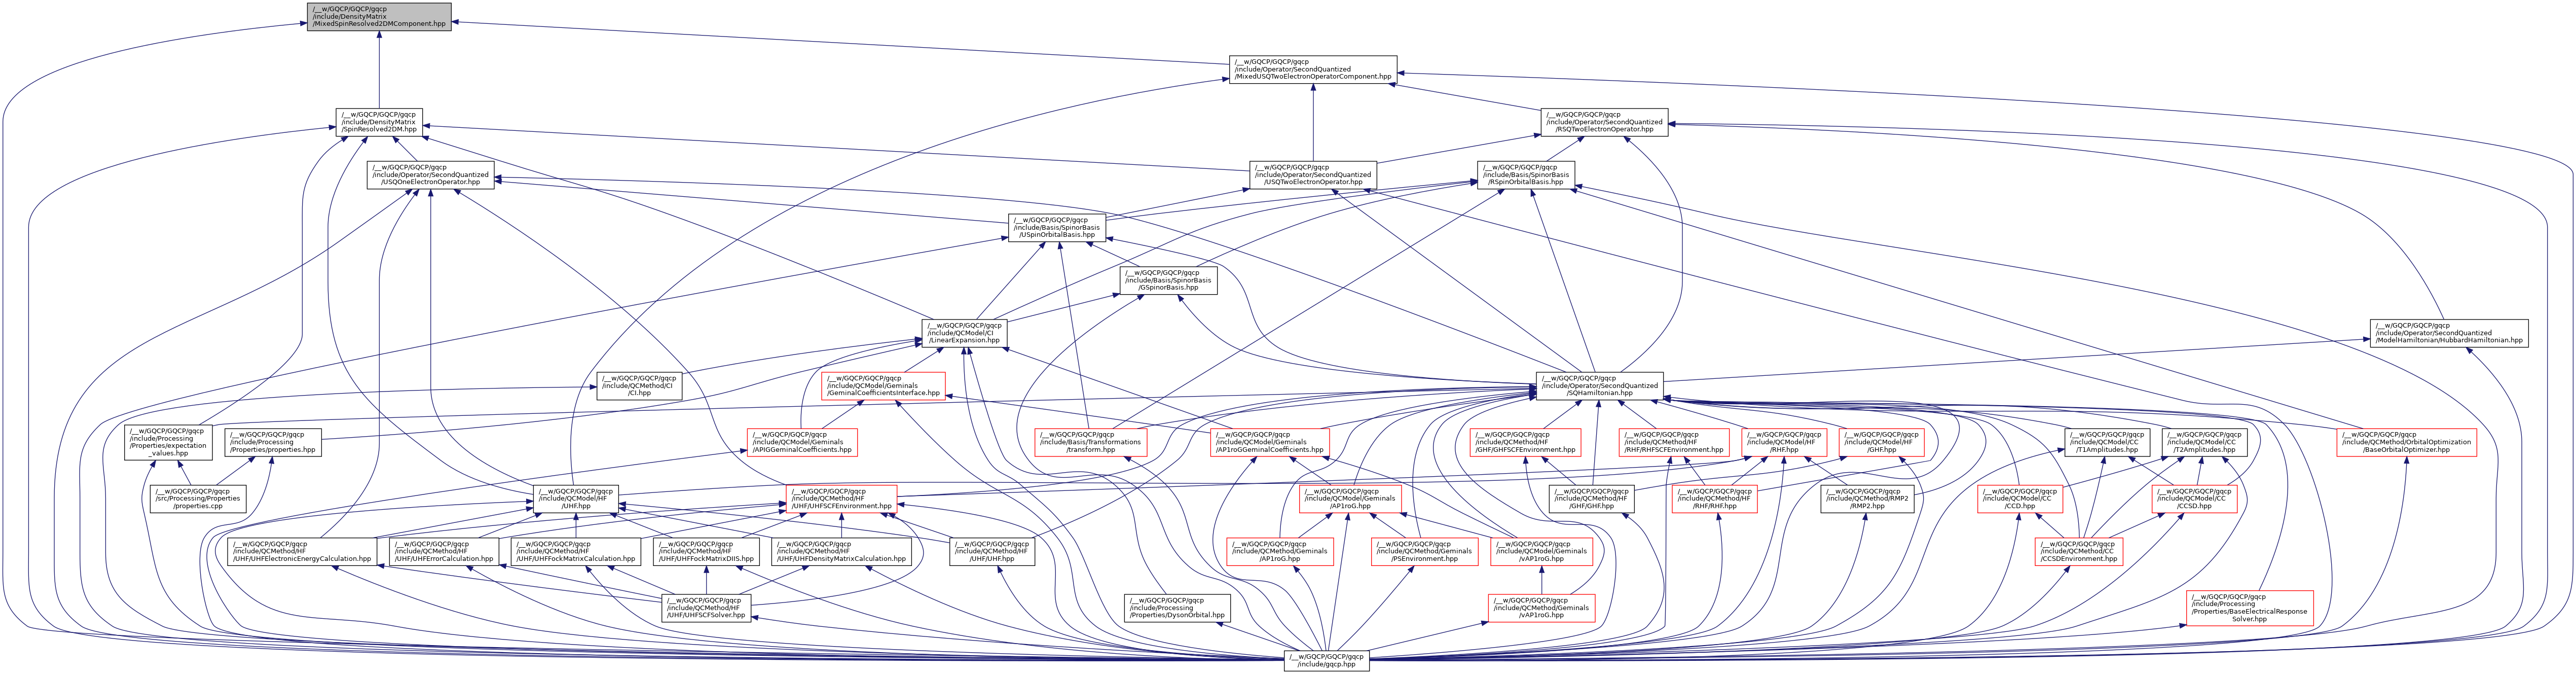 /__w/GQCP/GQCP/gqcp
/include/DensityMatrix
/MixedSpinResolved2DMComponent.hpp
/__w/GQCP/GQCP/gqcp
/include/Operator/SecondQuantized
/MixedUSQTwoElectronOperatorComponent.hpp
/__w/GQCP/GQCP/gqcp
/include/DensityMatrix
/SpinResolved2DM.hpp
/__w/GQCP/GQCP/gqcp
/include/Operator/SecondQuantized
/RSQTwoElectronOperator.hpp
/__w/GQCP/GQCP/gqcp
/include/Operator/SecondQuantized
/USQOneElectronOperator.hpp
/__w/GQCP/GQCP/gqcp
/include/Operator/SecondQuantized
/USQTwoElectronOperator.hpp
/__w/GQCP/GQCP/gqcp
/include/Basis/SpinorBasis
/RSpinOrbitalBasis.hpp
/__w/GQCP/GQCP/gqcp
/include/Basis/SpinorBasis
/USpinOrbitalBasis.hpp
/__w/GQCP/GQCP/gqcp
/include/Basis/SpinorBasis
/GSpinorBasis.hpp
/__w/GQCP/GQCP/gqcp
/include/QCModel/CI
/LinearExpansion.hpp
/__w/GQCP/GQCP/gqcp
/include/Operator/SecondQuantized
/ModelHamiltonian/HubbardHamiltonian.hpp
/__w/GQCP/GQCP/gqcp
/include/QCMethod/CI
/CI.hpp
/__w/GQCP/GQCP/gqcp
/include/QCModel/Geminals
/GeminalCoefficientsInterface.hpp
/__w/GQCP/GQCP/gqcp
/include/Operator/SecondQuantized
/SQHamiltonian.hpp
/__w/GQCP/GQCP/gqcp
/include/Processing
/Properties/expectation
_values.hpp
/__w/GQCP/GQCP/gqcp
/include/Processing
/Properties/properties.hpp
/__w/GQCP/GQCP/gqcp
/include/QCModel/Geminals
/APIGGeminalCoefficients.hpp
/__w/GQCP/GQCP/gqcp
/include/Basis/Transformations
/transform.hpp
/__w/GQCP/GQCP/gqcp
/include/QCModel/Geminals
/AP1roGGeminalCoefficients.hpp
/__w/GQCP/GQCP/gqcp
/include/QCMethod/HF
/GHF/GHFSCFEnvironment.hpp
/__w/GQCP/GQCP/gqcp
/include/QCMethod/HF
/RHF/RHFSCFEnvironment.hpp
/__w/GQCP/GQCP/gqcp
/include/QCModel/HF
/RHF.hpp
/__w/GQCP/GQCP/gqcp
/include/QCModel/HF
/GHF.hpp
/__w/GQCP/GQCP/gqcp
/include/QCModel/CC
/T1Amplitudes.hpp
/__w/GQCP/GQCP/gqcp
/include/QCModel/CC
/T2Amplitudes.hpp
/__w/GQCP/GQCP/gqcp
/include/QCMethod/OrbitalOptimization
/BaseOrbitalOptimizer.hpp
/__w/GQCP/GQCP/gqcp
/src/Processing/Properties
/properties.cpp
/__w/GQCP/GQCP/gqcp
/include/QCModel/HF
/UHF.hpp
/__w/GQCP/GQCP/gqcp
/include/QCMethod/HF
/UHF/UHFSCFEnvironment.hpp
/__w/GQCP/GQCP/gqcp
/include/QCModel/Geminals
/AP1roG.hpp
/__w/GQCP/GQCP/gqcp
/include/QCMethod/HF
/GHF/GHF.hpp
/__w/GQCP/GQCP/gqcp
/include/QCMethod/HF
/RHF/RHF.hpp
/__w/GQCP/GQCP/gqcp
/include/QCMethod/RMP2
/RMP2.hpp
/__w/GQCP/GQCP/gqcp
/include/QCModel/CC
/CCD.hpp
/__w/GQCP/GQCP/gqcp
/include/QCModel/CC
/CCSD.hpp
/__w/GQCP/GQCP/gqcp
/include/QCMethod/HF
/UHF/UHFElectronicEnergyCalculation.hpp
/__w/GQCP/GQCP/gqcp
/include/QCMethod/HF
/UHF/UHFErrorCalculation.hpp
/__w/GQCP/GQCP/gqcp
/include/QCMethod/HF
/UHF/UHFFockMatrixCalculation.hpp
/__w/GQCP/GQCP/gqcp
/include/QCMethod/HF
/UHF/UHFFockMatrixDIIS.hpp
/__w/GQCP/GQCP/gqcp
/include/QCMethod/HF
/UHF/UHFDensityMatrixCalculation.hpp
/__w/GQCP/GQCP/gqcp
/include/QCMethod/HF
/UHF/UHF.hpp
/__w/GQCP/GQCP/gqcp
/include/QCMethod/Geminals
/AP1roG.hpp
/__w/GQCP/GQCP/gqcp
/include/QCMethod/Geminals
/PSEnvironment.hpp
/__w/GQCP/GQCP/gqcp
/include/QCModel/Geminals
/vAP1roG.hpp
/__w/GQCP/GQCP/gqcp
/include/QCMethod/CC
/CCSDEnvironment.hpp
/__w/GQCP/GQCP/gqcp
/include/QCMethod/HF
/UHF/UHFSCFSolver.hpp
/__w/GQCP/GQCP/gqcp
/include/Processing
/Properties/DysonOrbital.hpp
/__w/GQCP/GQCP/gqcp
/include/QCMethod/Geminals
/vAP1roG.hpp
/__w/GQCP/GQCP/gqcp
/include/Processing
/Properties/BaseElectricalResponse
Solver.hpp
/__w/GQCP/GQCP/gqcp
/include/gqcp.hpp